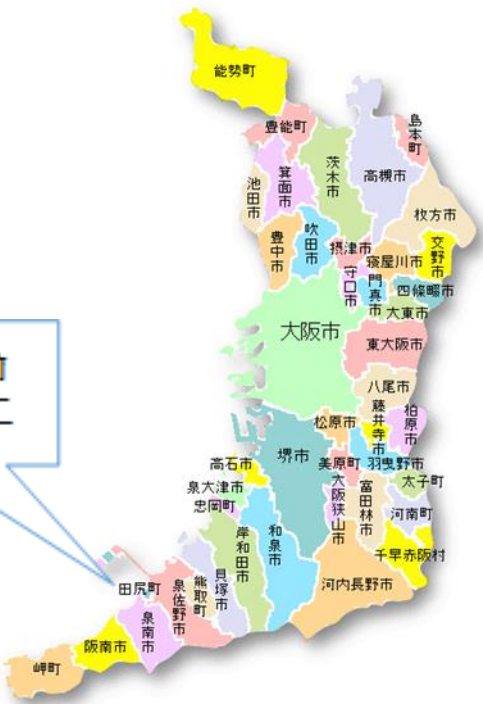 能勢町
豊能町
島本町
茨木市
高槻市
箕面市
池田市
枚方市
吹田市
豊中市
摂津市
交野市
寝屋川市
守口市
門真市
四條畷市
大東市
大阪市
東大阪市
八尾市
藤井寺市
柏原市
松原市
堺市
美原町
羽曳野市
高石市
太子町
泉大津市
大阪狭山市
富田林市
忠岡町
河南町
和泉市
岸和田市
千早赤阪村
貝塚市
熊取町
河内長野市
田尻町
泉佐野市
泉南市
阪南市
岬町